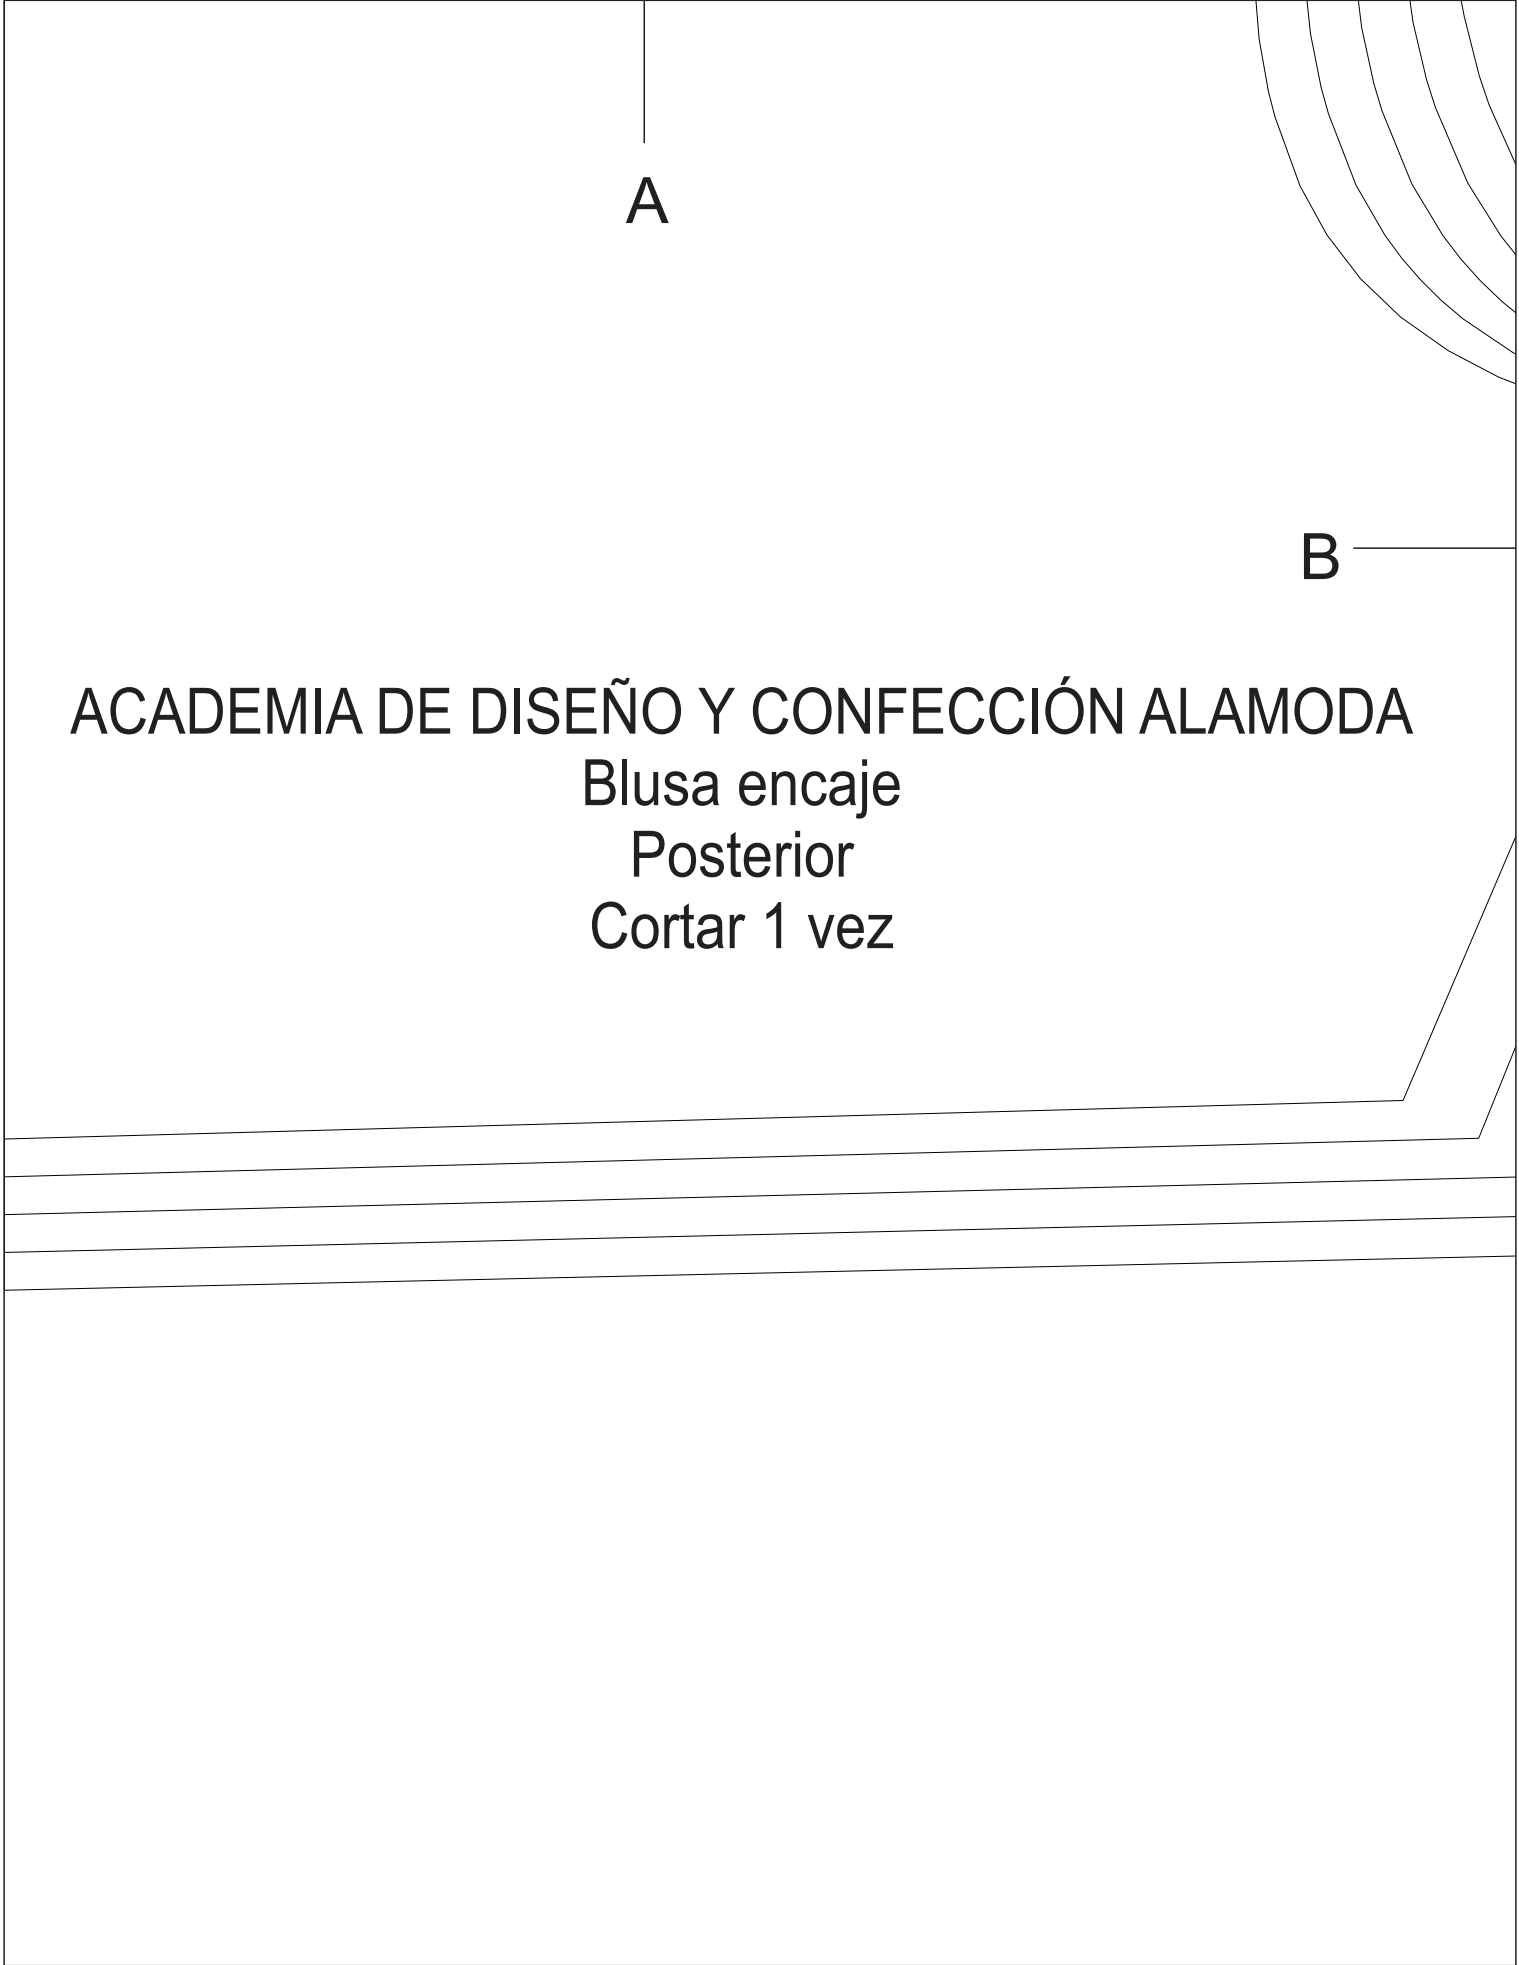 A
B
ACADEMIA DE DISEÑO Y CONFECCIÓN ALAMODA
Blusa encaje
Posterior
Cortar 1 vez